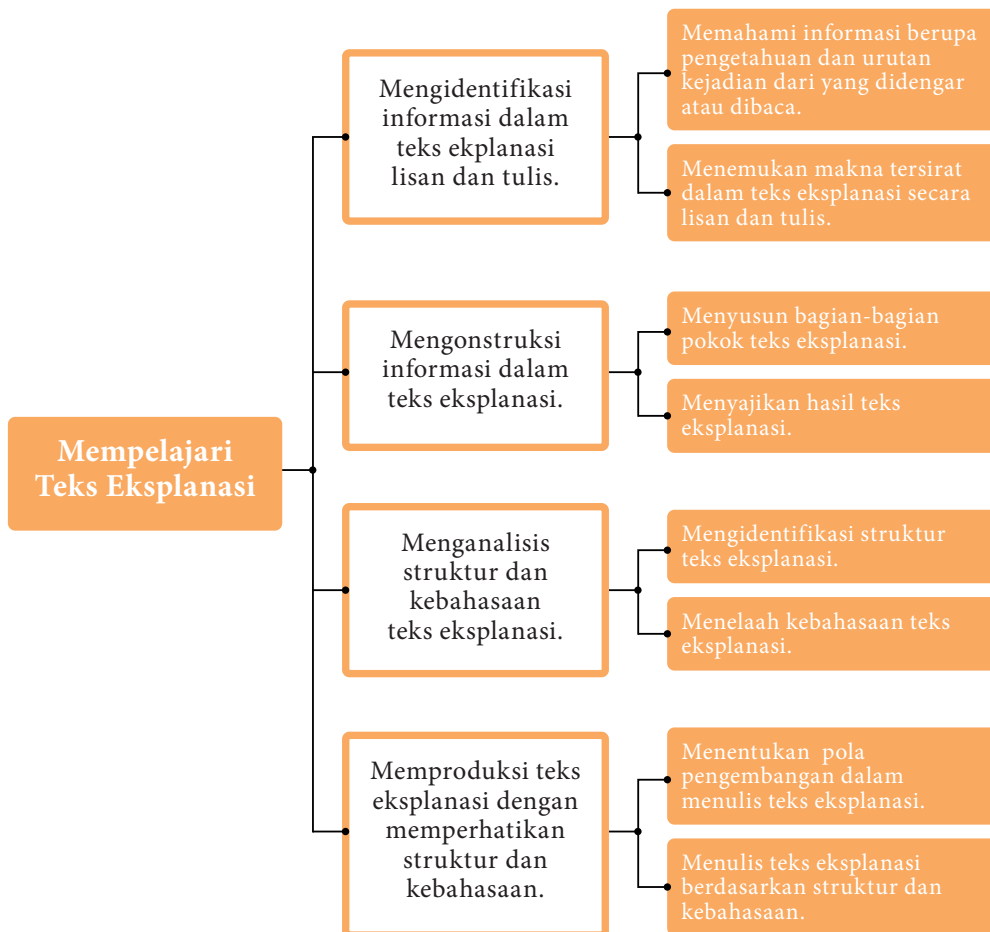 Mempelajari
Teks Eksplanasi
Mengidentifikasi
informasi dalam
teks ekplanasi
lisan dan tulis.
Memahami informasi berupa
pengetahuan dan urutan
kejadian dari yang didengar
atau dibaca.
Menemukan makna tersirat
dalam teks eksplanasi secara
lisan dan tulis.
Mengonstruksi
informasi dalam
teks eksplanasi.
Menyusun bagian-bagian
pokok teks eksplanasi.
Menyajikan hasil teks
eksplanasi.
Menganalisis
struktur dan
kebahasaan
teks eksplanasi.
Mengidentifikasi struktur
teks eksplanasi.
Menelaah kebahasaan teks
eksplanasi.
Memproduksi teks
eksplanasi dengan
memperhatikan
struktur dan
kebahasaan.
Menentukan  pola
pengembangan dalam
menulis teks eksplanasi.
Menulis teks eksplanasi
berdasarkan struktur dan
kebahasaan.